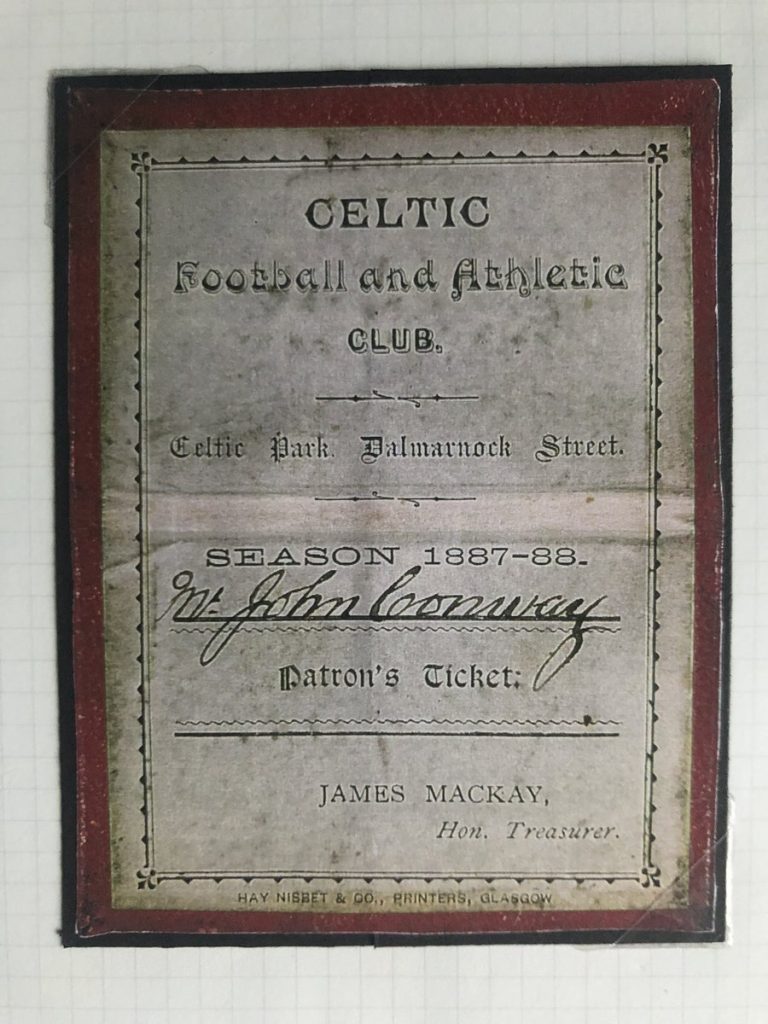 CELTIC
Football and Athletic
CLUB.
Celtic Park. Dalmarnock Street.
SEASON 1887-88.
Mr. John Conway
Patron's Ticket:
JAMES MACKAY,
Hon. Treasurer.
HAY NISBET & CO., PRINTERS, GLASGOW